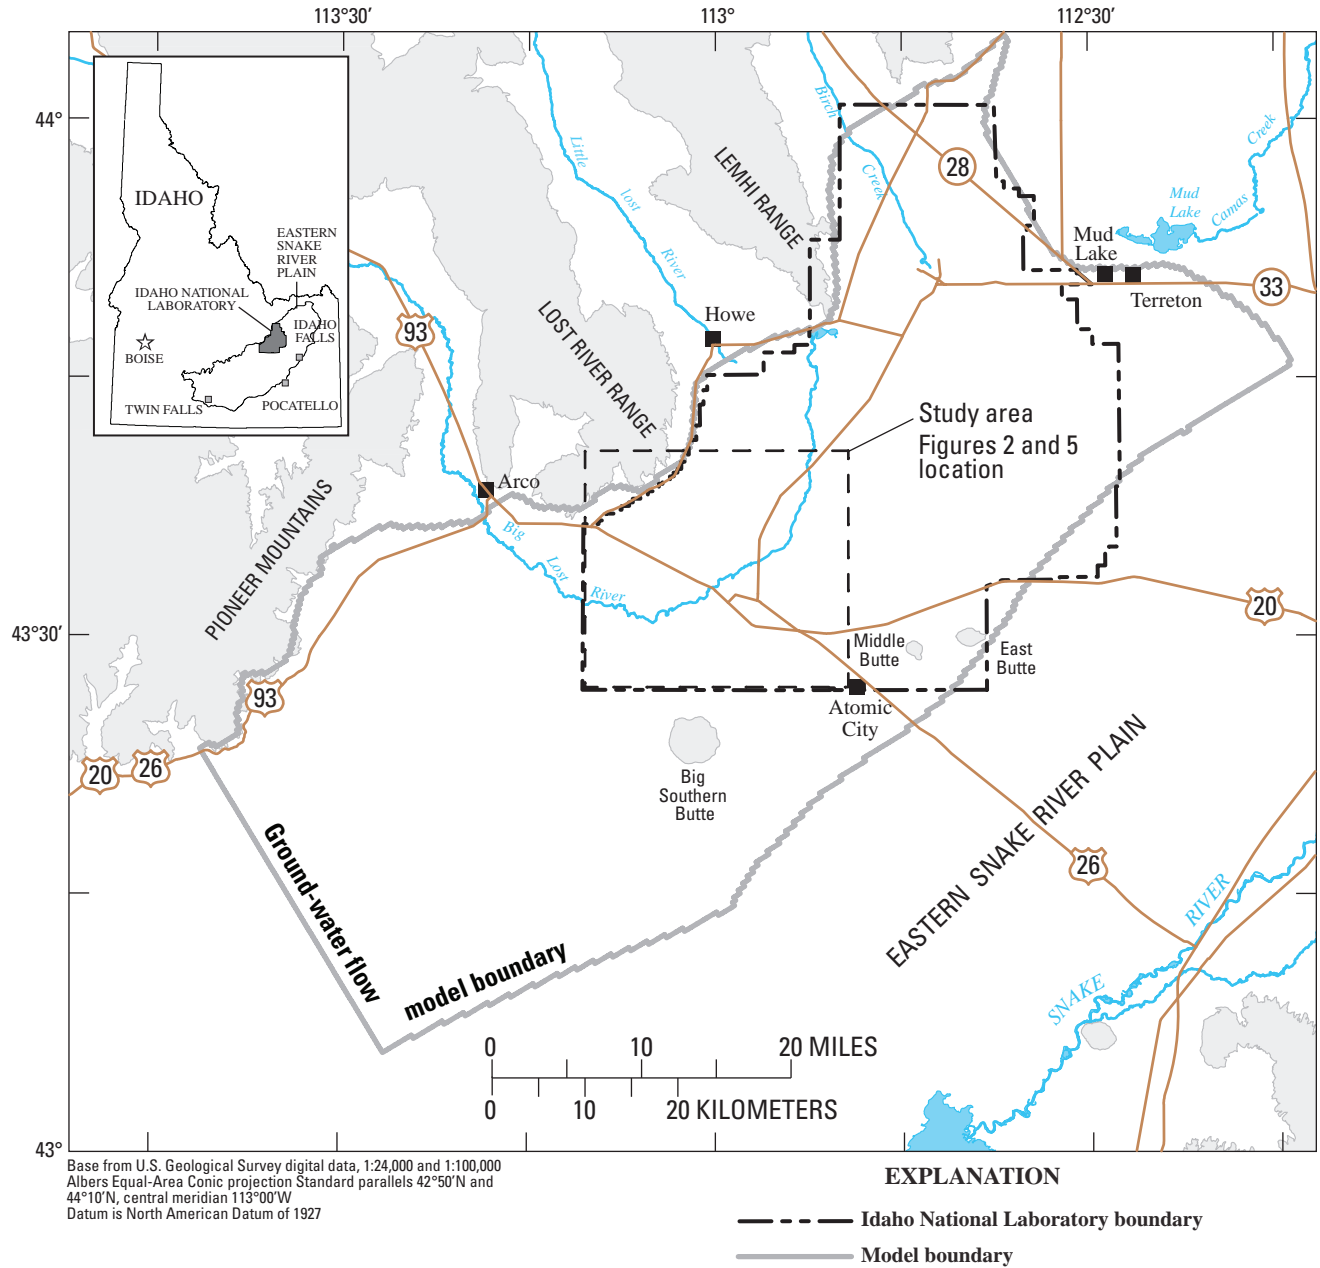 113°30'
113°
112°30'
44°
43°30'
43°
IDAHO
EASTERN
SNAKE
RIVER
PLAIN
IDAHO NATIONAL
LABORATORY
IDAHO
FALLS
BOISE
TWIN FALLS
POCATELLO
Little
lost
River
Birch
Creek
LEMHI RANGE
28
Mud
Lake
Camas
Creek
Mud
Lake
Terreton
33
93
Howe
LOST RIVER RANGE
Study area
Figures 2 and 5
location
Arco
Big
Lost
River
PIONEER MOUNTAINS
20
Middle
Butte
East
Butte
Atomic
City
93
20
26
Big
Southern
Butte
EASTERN SNAKE RIVER PLAIN
26
SNAKE
RIVER
Ground-water flow
model boundary
0 10 20 MILES
0 10 20 KILOMETERS
Base from U.S. Geological Survey digital data, 1:24,000 and 1:100,000
Albers Equal-Area Conic projection Standard parallels 42°50'N and
44°10'N, central meridian 113°00'W
Datum is North American Datum of 1927
EXPLANATION
Idaho National Laboratory boundary
Model boundary